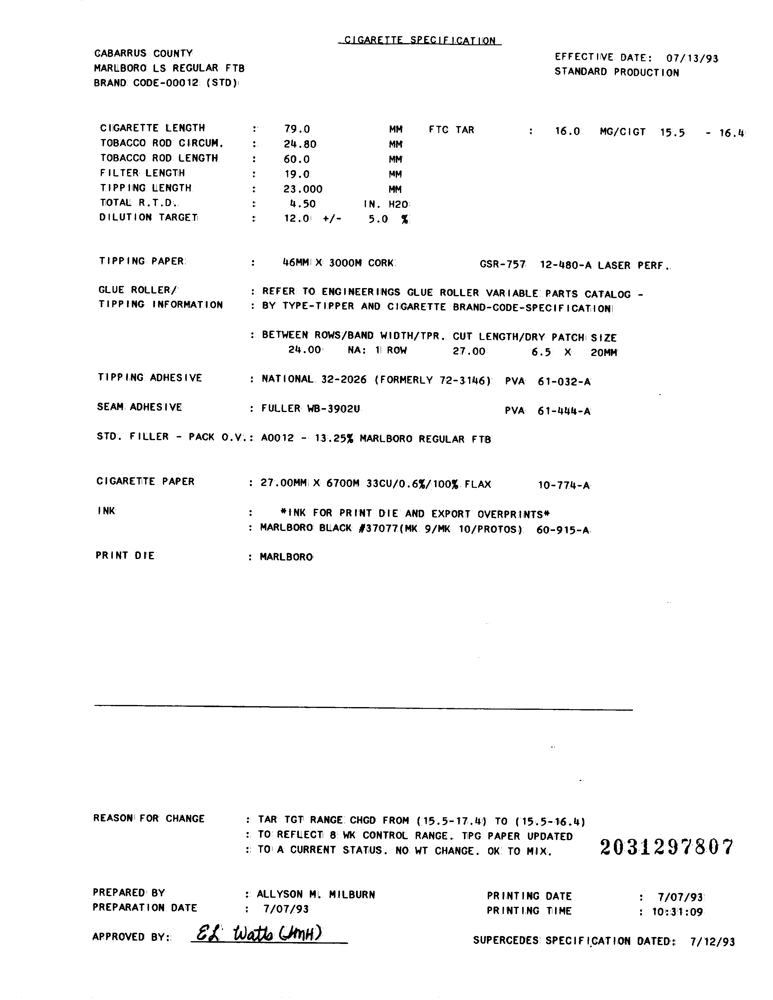 CIGARETTE SPECIFICATION
CABARRUS COUNTY
EFFECTIVE DATE: 07/13/93
MARLBORO LS REGULAR FTB
STANDARD PRODUCTION
BRAND CODE-00012 (STD)
CIGARETTE LENGTH : 79.0 MM FTC TAR : 16.0 MG/CIGT 15.5 - 16.4
TOBACCO ROD CIRCUM. : 24.80 MM
TOBACCO ROD LENGTH : 60.0 MM
FILTER LENGTH : 19.0 MM
TIPPING LENGTH : 23.000 MM
TOTAL R.T.D. : 4.50 IN. H2O
DILUTION TARGET : 12.0 +/- 5.0 %
TIPPING PAPER : 46MM X 3000M CORK GSR-757 12-480-A LASER PERF.
GLUE ROLLER/ : REFER TO ENGINEERINGS GLUE ROLLER VARIABLE PARTS CATALOG -
TIPPING INFORMATION : BY TYPE-TIPPER AND CIGARETTE BRAND-CODE-SPECIFICATION
: BETWEEN ROWS/BAND WIDTH/TPR. CUT LENGTH/DRY PATCH SIZE
24.00 NA: 1 ROW 27.00 6.5 X 20MM
TIPPING ADHESIVE : NATIONAL 32-2026 (FORMERLY 72-3146) PVA 61-032-A
SEAM ADHESIVE : FULLER WB-3902U PVA 61-444-A
STD. FILLER - PACK O.V.: A0012 - 13.25% MARLBORO REGULAR FTB
CIGARETTE PAPER : 27.00MM X 6700M 33CU/0.6%/100% FLAX 10-774-A
INK : *INK FOR PRINT DIE AND EXPORT OVERPRINTS*
: MARLBORO BLACK #37077(MK 9/MK 10/PROTOS) 60-915-A
PRINT DIE : MARLBORO
REASON FOR CHANGE : TAR TGT RANGE CHGD FROM (15.5-17.4) TO (15.5-16.4)
: TO REFLECT 8 WK CONTROL RANGE. TPG PAPER UPDATED
: TO A CURRENT STATUS. NO WT CHANGE. OK TO MIX.
2031297807
PREPARED BY : ALLYSON M. MILBURN PRINTING DATE : 7/07/93
PREPARATION DATE : 7/07/93 PRINTING TIME : 10:31:09
APPROVED BY: EL Watts (JMH)
SUPERCEDES SPECIFICATION DATED: 7/12/93